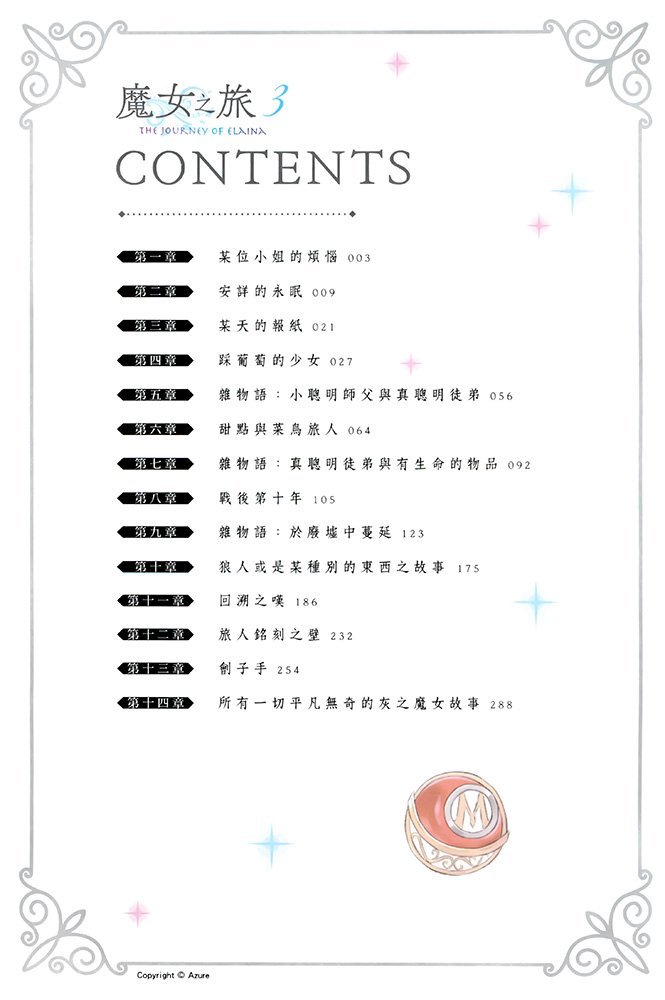 魔女之旅 3
THE JOURNEY OF ELAINA
CONTENTS
第一章 某位小姐的煩惱 003
第二章 安詳的永眠 009
第三章 某天的報紙 021
第四章 踩葡萄的少女 027
第五章 雜物語：小聰明師父與真聰明徒弟 056
第六章 甜點與菜鳥旅人 064
第七章 雜物語：真聰明徒弟與有生命的物品 092
第八章 戰後第十年 105
第九章 雜物語：於廢墟中蔓延 123
第十章 狼人或是某種別的東西之故事 175
第十一章 回溯之嘆 186
第十二章 旅人銘刻之壁 232
第十三章 劊子手 254
第十四章 所有一切平凡無奇的灰之魔女故事 288
M
Copyright © Azure